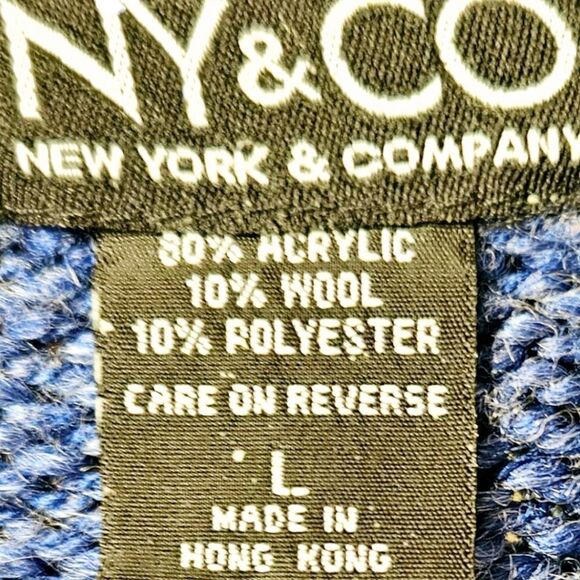 NY&CO
NEW YORK & COMPANY
80% ACRYLIC
10% WOOL
10% POLYESTER
CARE ON REVERSE
L
MADE IN
HONG KONG